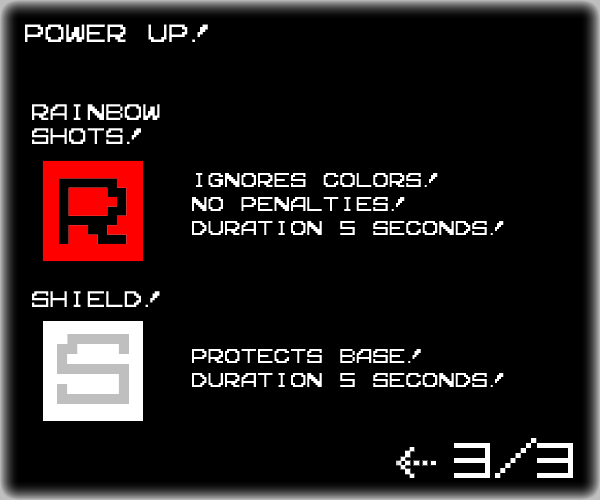 POWER UP!
RAINBOW
SHOTS!
R
IGNORES COLORS!
NO PENALTIES!
DURATION 5 SECONDS!
SHIELD!
S
PROTECTS BASE!
DURATION 5 SECONDS!
3/3